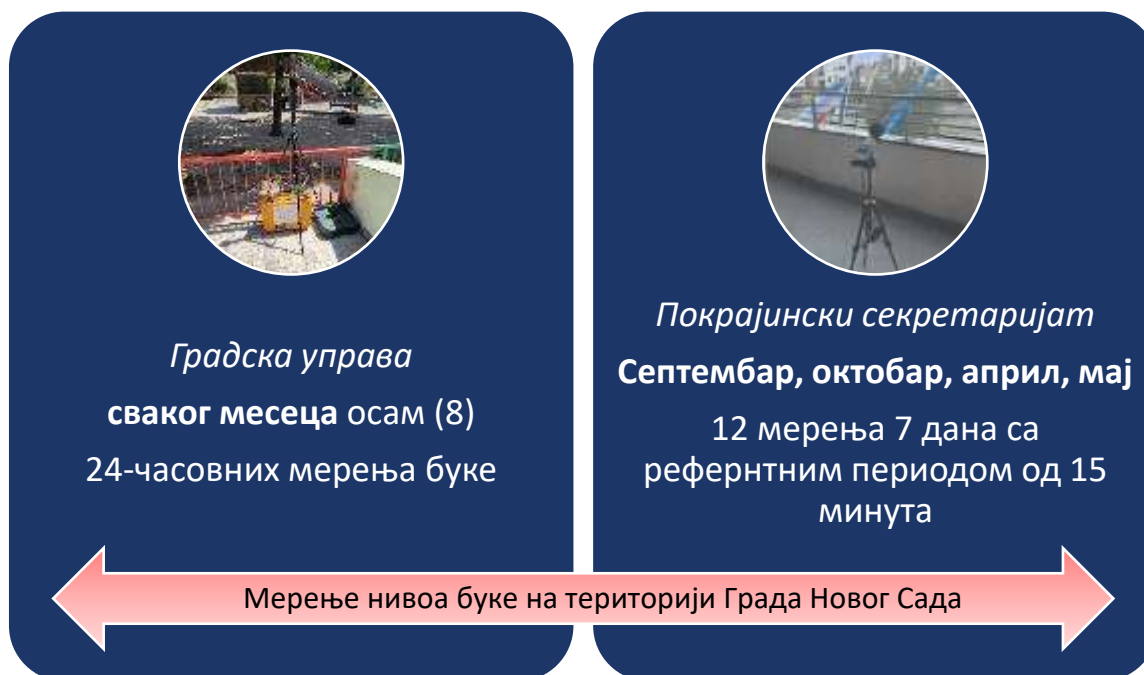 Градска управа
сваког месеца осам (8)
24-часовних мерења буке
Покрајински секретаријат
Септембар, октобар, април, мај
12 мерења 7 дана са
рефернтним периодом од 15
минута
Мерење нивоа буке на територији Града Новог Сада